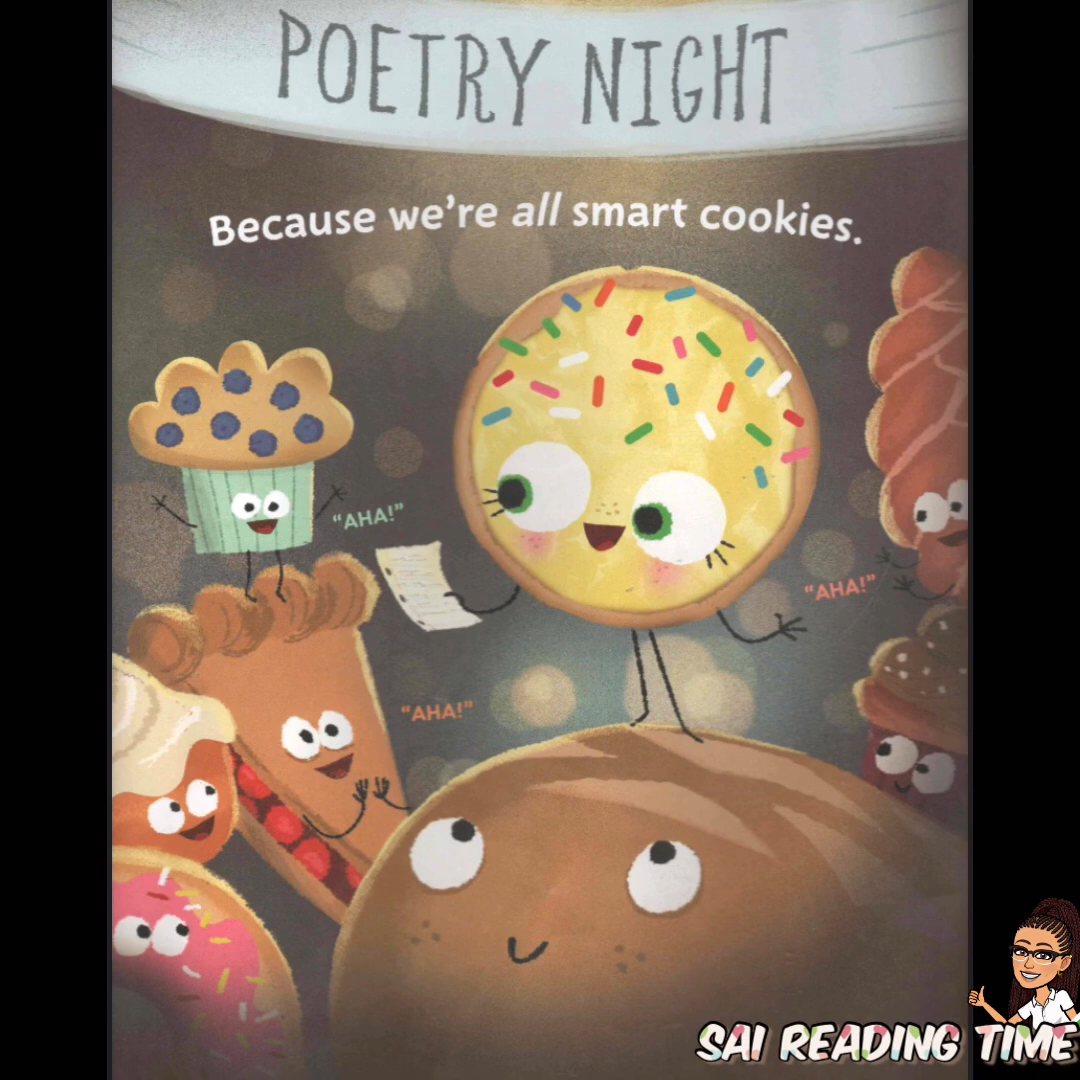 POETRY NIGHT
Because we're all smart cookies.
"AHA!"
"AHA!"
"AHA!"
SAI READING TIME